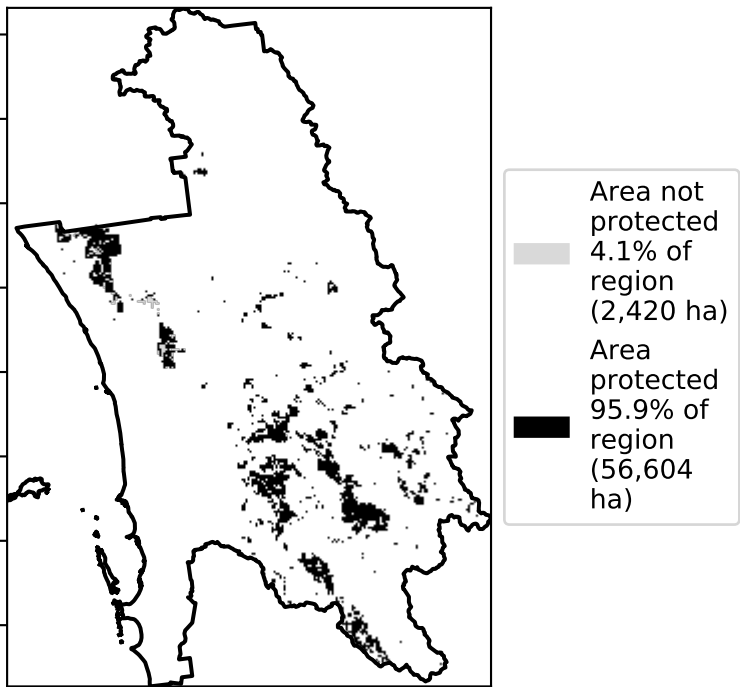 Area not
protected
4.1% of
region
(2,420 ha)
Area
protected
95.9% of
region
(56,604
ha)